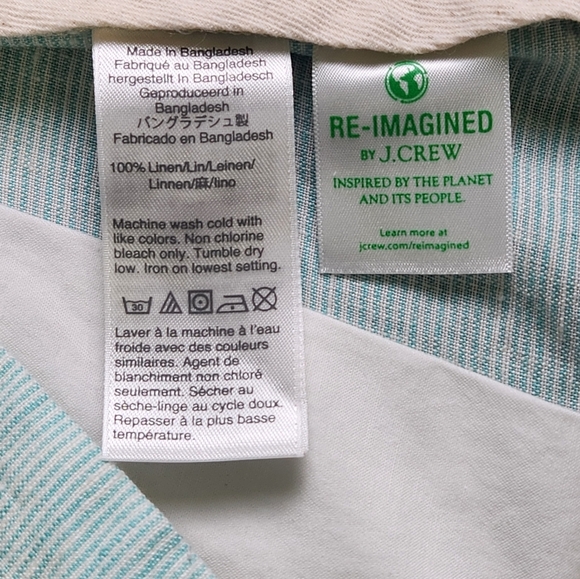 Made In Bangladesh
Fabriqué au Bangladesh
hergestellt In Bangladesch
Geproduceerd in
Bangladesh
バングラデシュ製
Fabricado en Bangladesh
100% Linen/Lin/Leinen/
Linnen/麻/lino
Machine wash cold with
like colors. Non chlorine
bleach only. Tumble dry
low. Iron on lowest setting.
30
Laver à la machine à l'eau
froide avec des couleurs
similaires. Agent de
blanchiment non chloré
seulement. Sécher au
sèche-linge au cycle doux.
Repasser à la plus basse
température.
RE-IMAGINED
BY J.CREW
INSPIRED BY THE PLANET
AND ITS PEOPLE.
Learn more at
jcrew.com/reimagined